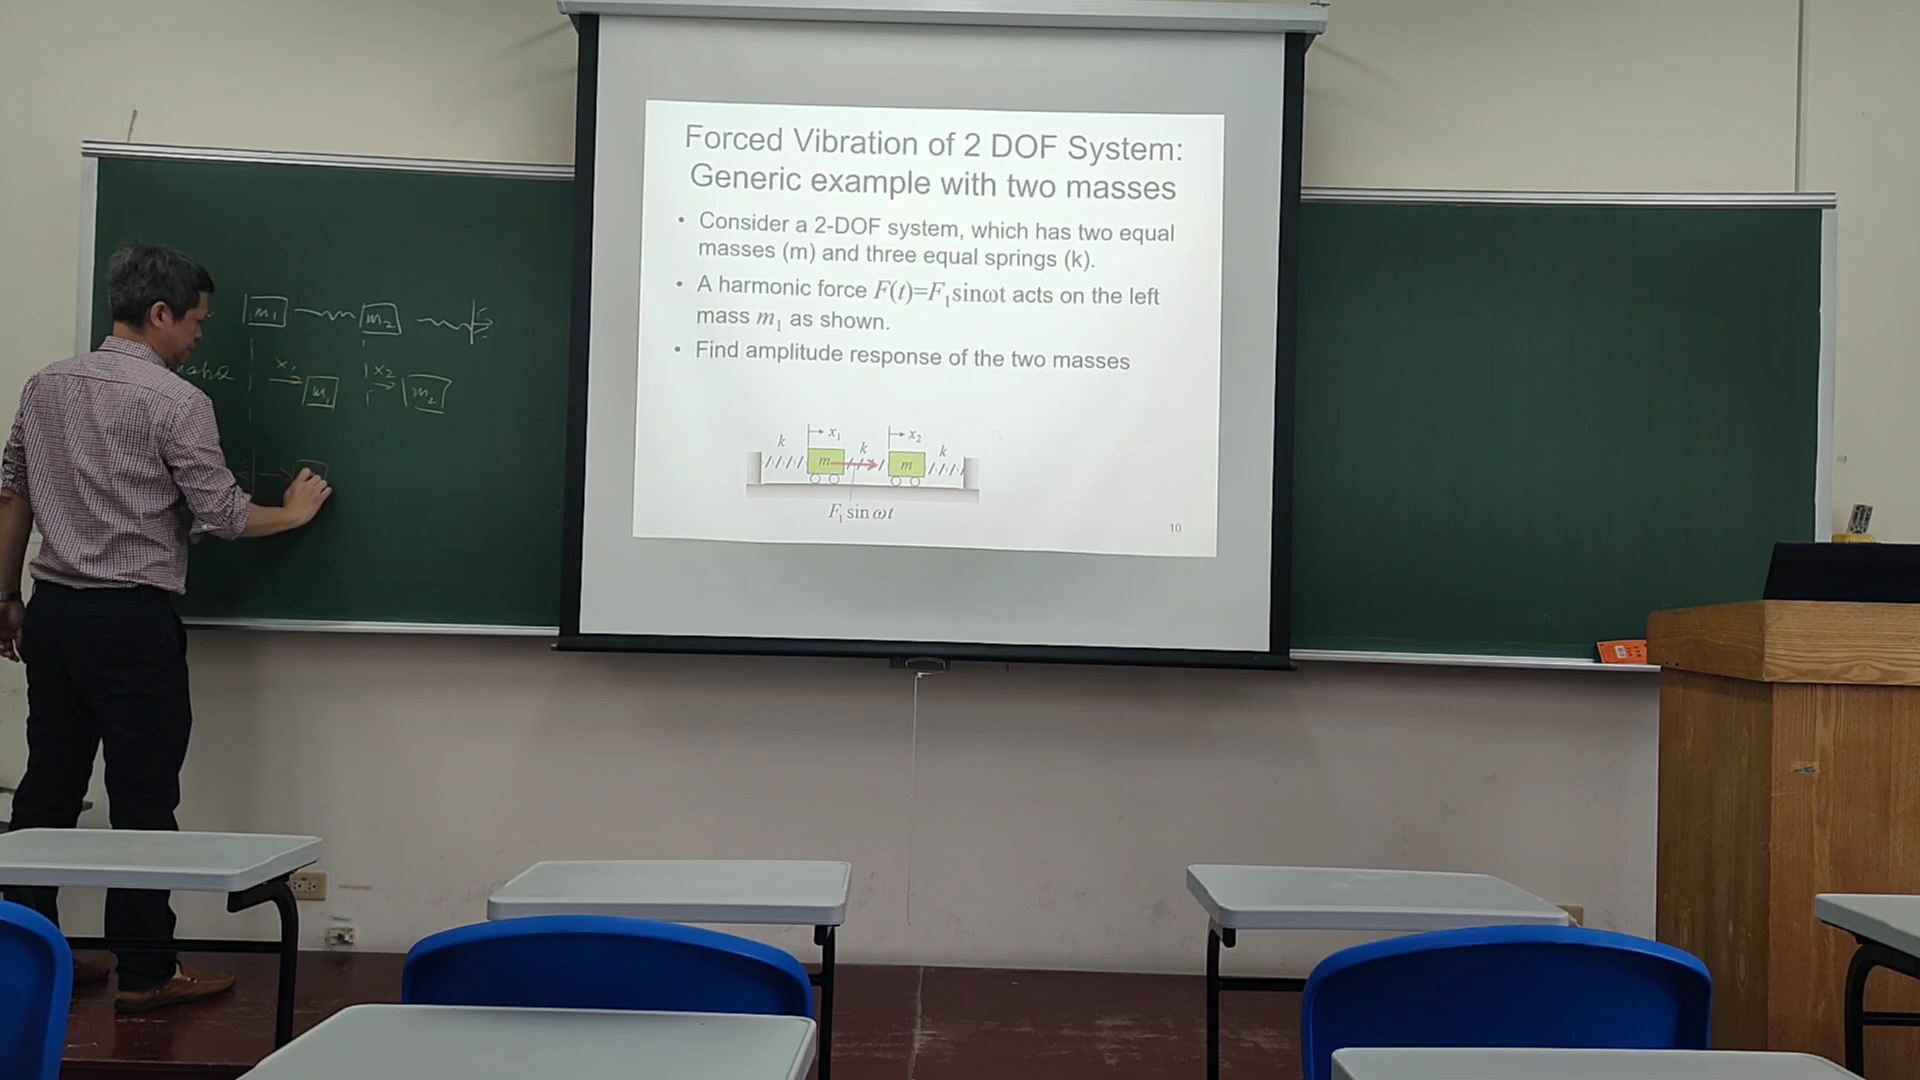 Forced Vibration of 2 DOF System:
Generic example with two masses
• Consider a 2-DOF system, which has two equal
masses (m) and three equal springs (k).
• A harmonic force F(t)=F₁sinωt acts on the left
mass m₁ as shown.
• Find amplitude response of the two masses
x₁ x₂
k k k
m m
F₁ sin ωt
10
m₁ m₂
x₁ x₂
m₁ m₂